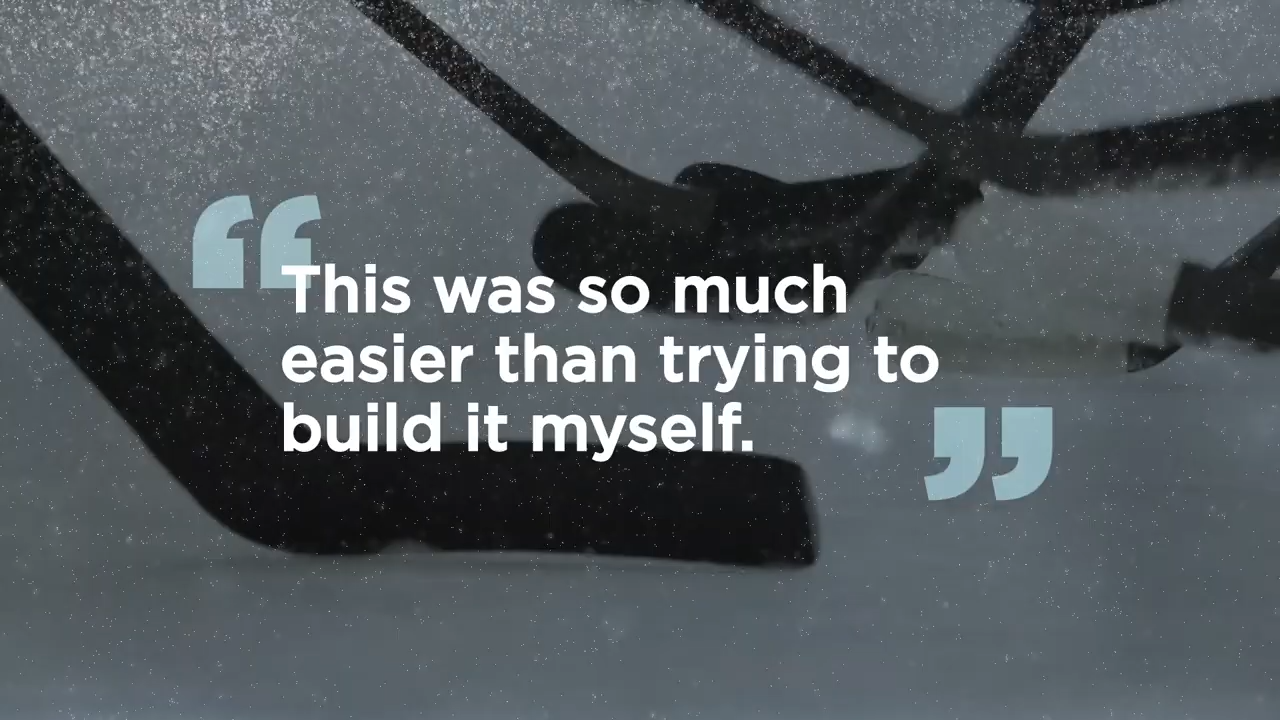 “This was so much
easier than trying to
build it myself.”